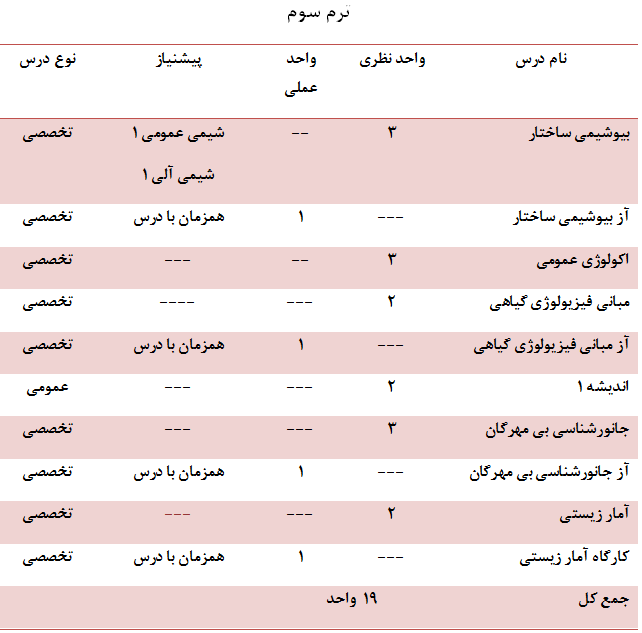 ترم سوم
نام درس واحد نظری واحد عملی پیشنیاز نوع درس
بیوشیمی ساختار ۳ -- شیمی عمومی ۱ شیمی آلی ۱ تخصصی
آز بیوشیمی ساختار --- ۱ همزمان با درس تخصصی
اکولوژی عمومی ۳ -- --- تخصصی
مبانی فیزیولوژی گیاهی ۲ --- ---- تخصصی
آز مبانی فیزیولوژی گیاهی --- ۱ همزمان با درس تخصصی
اندیشه ۱ ۲ --- --- عمومی
جانورشناسی بی مهرگان ۳ --- --- تخصصی
آز جانورشناسی بی مهرگان --- ۱ همزمان با درس تخصصی
آمار زیستی ۲ --- --- تخصصی
کارگاه آمار زیستی --- ۱ همزمان با درس تخصصی
جمع کل ۱۹ واحد